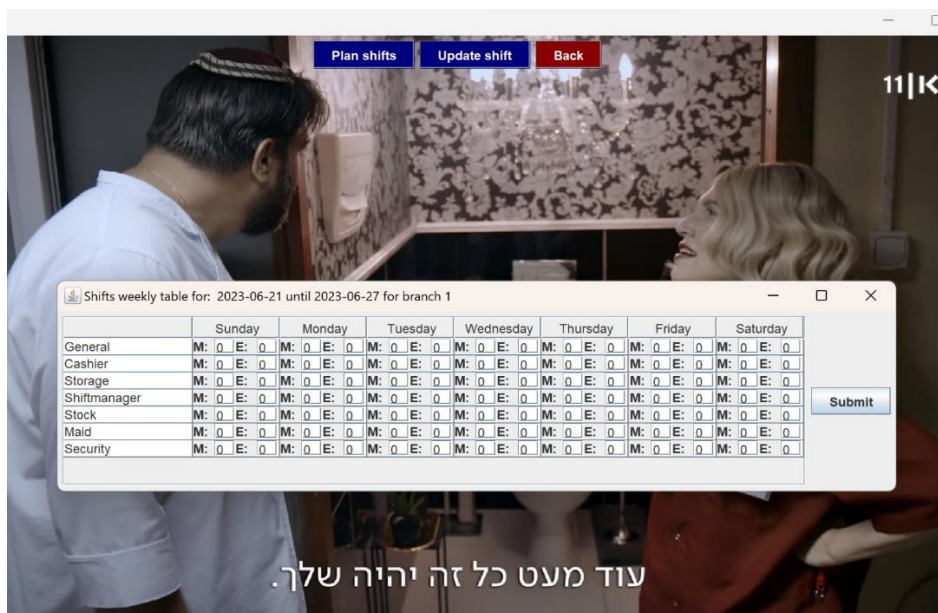 Plan shifts Update shift Back
11|כאן
Shifts weekly table for: 2023-06-21 until 2023-06-27 for branch 1
Sunday Monday Tuesday Wednesday Thursday Friday Saturday
General M: 0 E: 0 M: 0 E: 0 M: 0 E: 0 M: 0 E: 0 M: 0 E: 0 M: 0 E: 0 M: 0 E: 0
Cashier M: 0 E: 0 M: 0 E: 0 M: 0 E: 0 M: 0 E: 0 M: 0 E: 0 M: 0 E: 0 M: 0 E: 0
Storage M: 0 E: 0 M: 0 E: 0 M: 0 E: 0 M: 0 E: 0 M: 0 E: 0 M: 0 E: 0 M: 0 E: 0
Shiftmanager M: 0 E: 0 M: 0 E: 0 M: 0 E: 0 M: 0 E: 0 M: 0 E: 0 M: 0 E: 0 M: 0 E: 0
Submit
Stock M: 0 E: 0 M: 0 E: 0 M: 0 E: 0 M: 0 E: 0 M: 0 E: 0 M: 0 E: 0 M: 0 E: 0
Maid M: 0 E: 0 M: 0 E: 0 M: 0 E: 0 M: 0 E: 0 M: 0 E: 0 M: 0 E: 0 M: 0 E: 0
Security M: 0 E: 0 M: 0 E: 0 M: 0 E: 0 M: 0 E: 0 M: 0 E: 0 M: 0 E: 0 M: 0 E: 0
עוד מעט כל זה יהיה שלך.